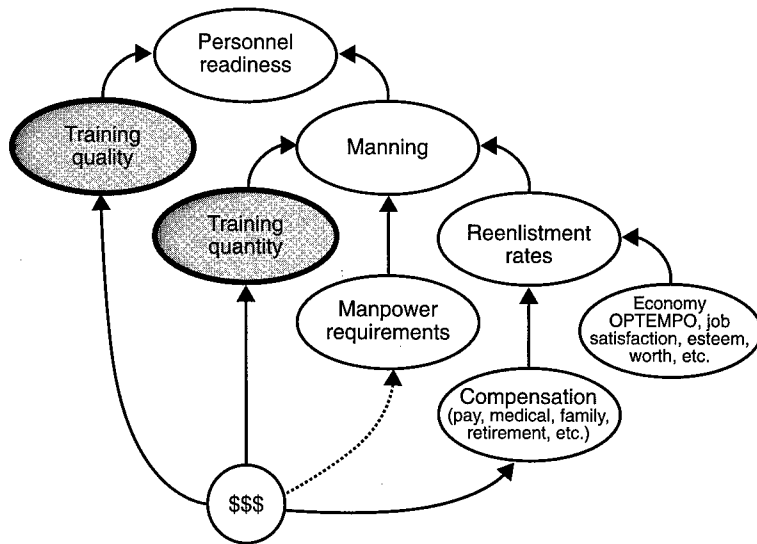 Personnel
readiness
Training
quality
Manning
Training
quantity
Reenlistment
rates
Manpower
requirements
Economy
OPTEMPO, job
satisfaction, esteem,
worth, etc.
Compensation
(pay, medical, family,
retirement, etc.)
$$$